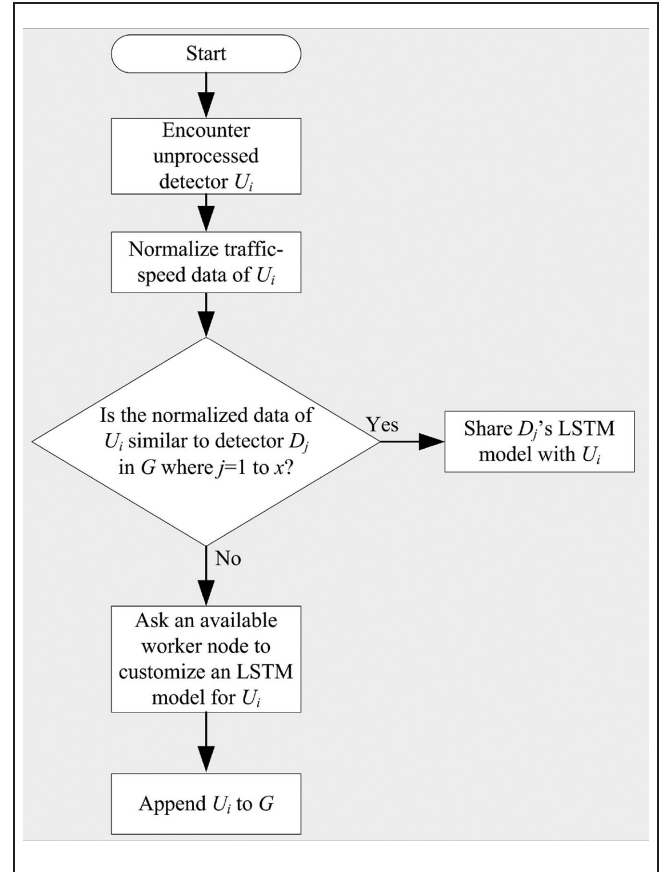 Start
Encounter
unprocessed
detector Ui
Normalize traffic-
speed data of Ui
Is the normalized data of
Ui similar to detector Dj
in G where j=1 to x?
Yes
Share Dj's LSTM
model with Ui
No
Ask an available
worker node to
customize an LSTM
model for Ui
Append Ui to G